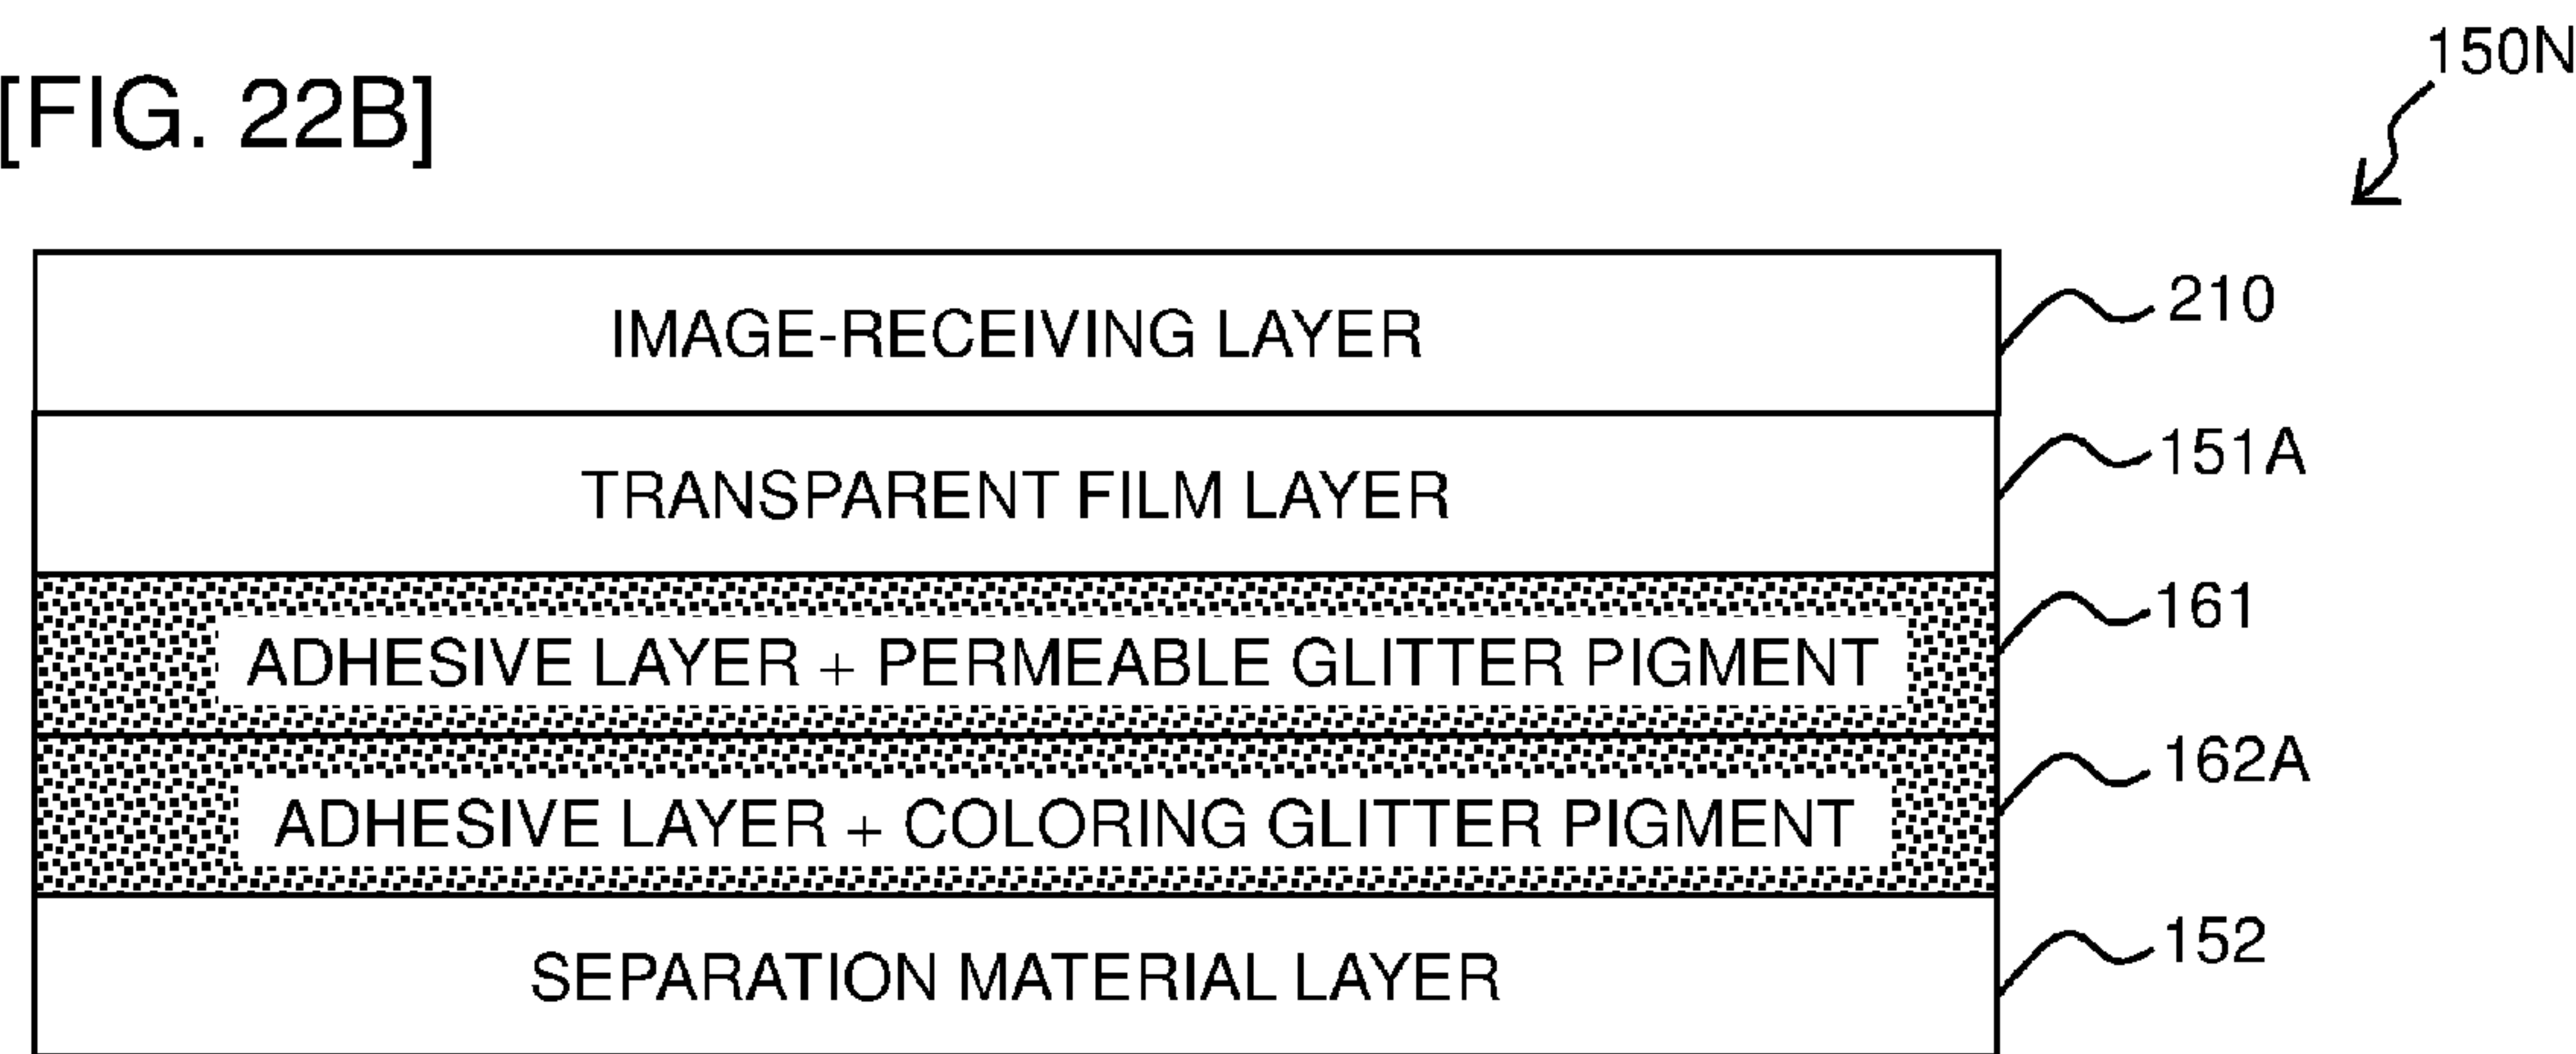 150N
[FIG. 22B]
IMAGE-RECEIVING LAYER
210
TRANSPARENT FILM LAYER
151A
ADHESIVE LAYER + PERMEABLE GLITTER PIGMENT
161
ADHESIVE LAYER + COLORING GLITTER PIGMENT
162A
SEPARATION MATERIAL LAYER
152